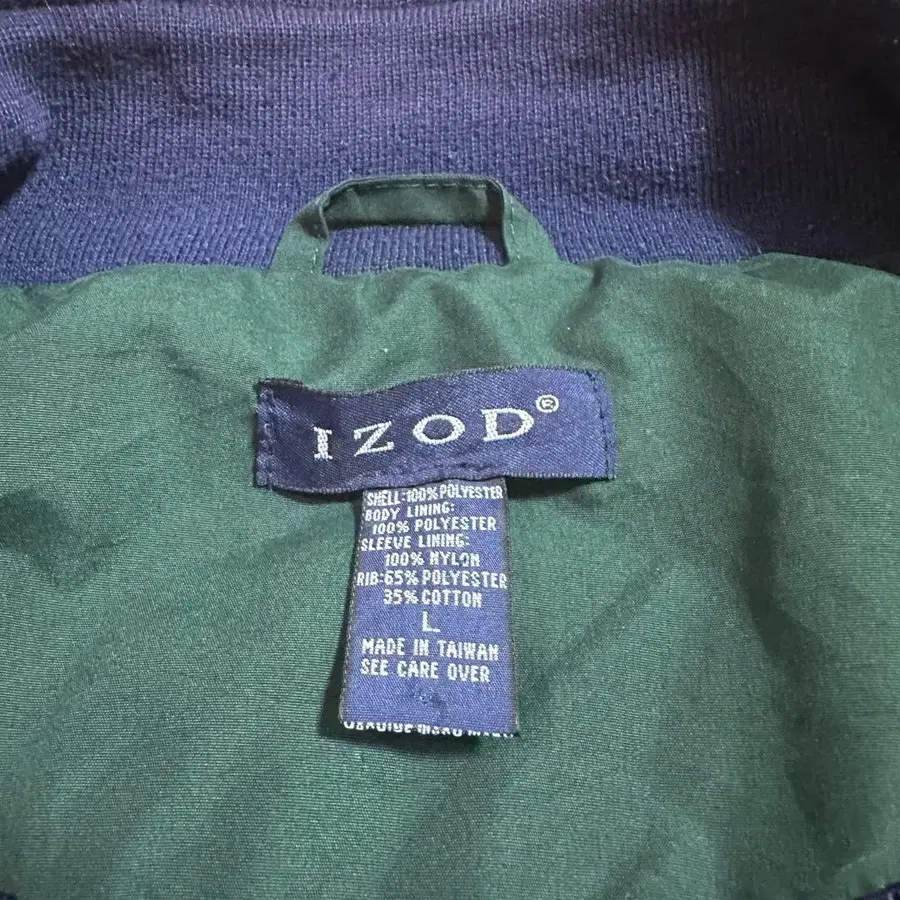 IZOD®
SHELL:100% POLYESTER
BODY LINING:
100% POLYESTER
SLEEVE LINING:
100% NYLON
RIB:65% POLYESTER
35% COTTON
L
MADE IN TAIWAN
SEE CARE OVER